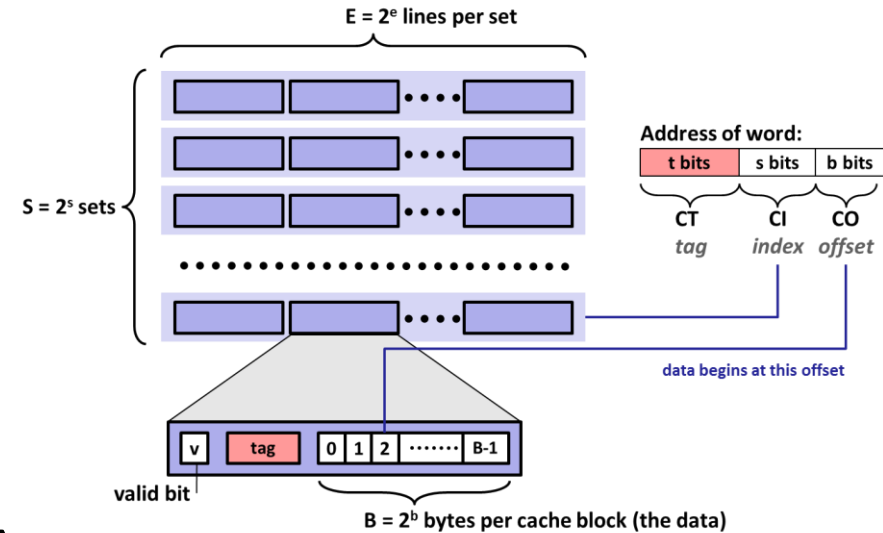 E = 2ᵉ lines per set
S = 2ˢ sets
Address of word:
t bits s bits b bits
CT CI CO
tag index offset
data begins at this offset
v tag 0 1 2 ······· B-1
valid bit
B = 2ᵇ bytes per cache block (the data)